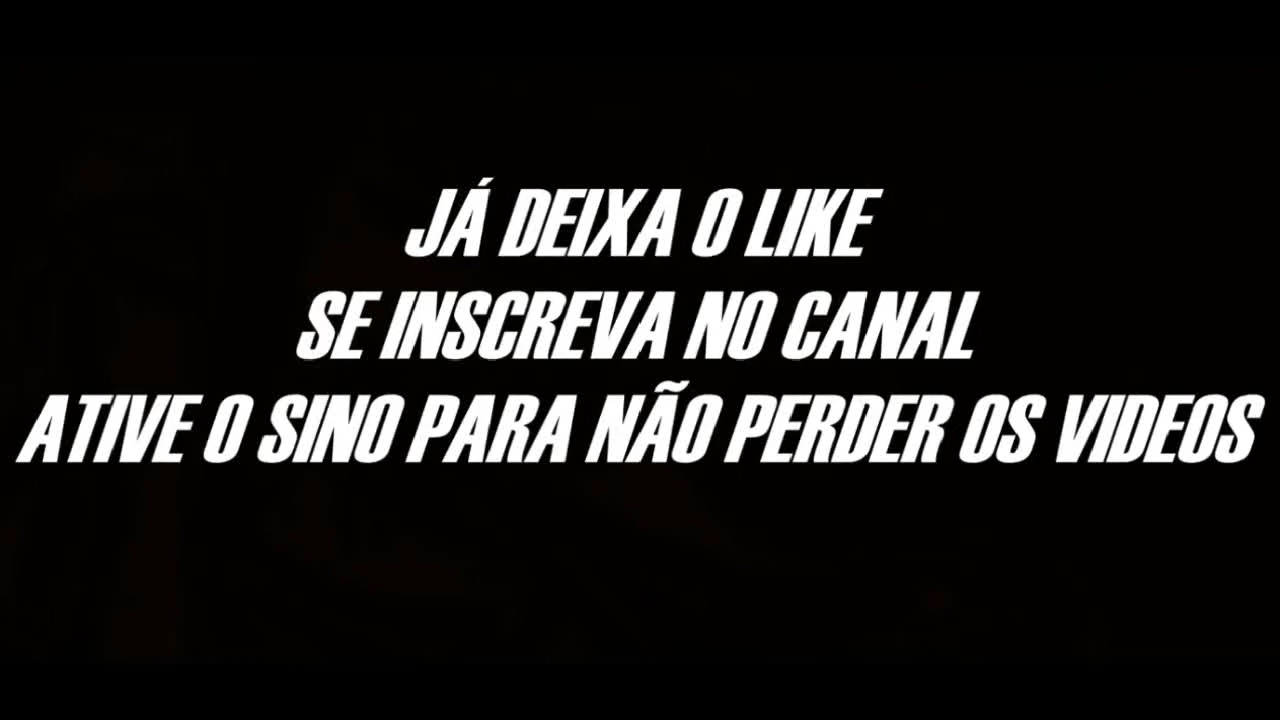 JÁ DEIXA O LIKE
SE INSCREVA NO CANAL
ATIVE O SINO PARA NÃO PERDER OS VIDEOS